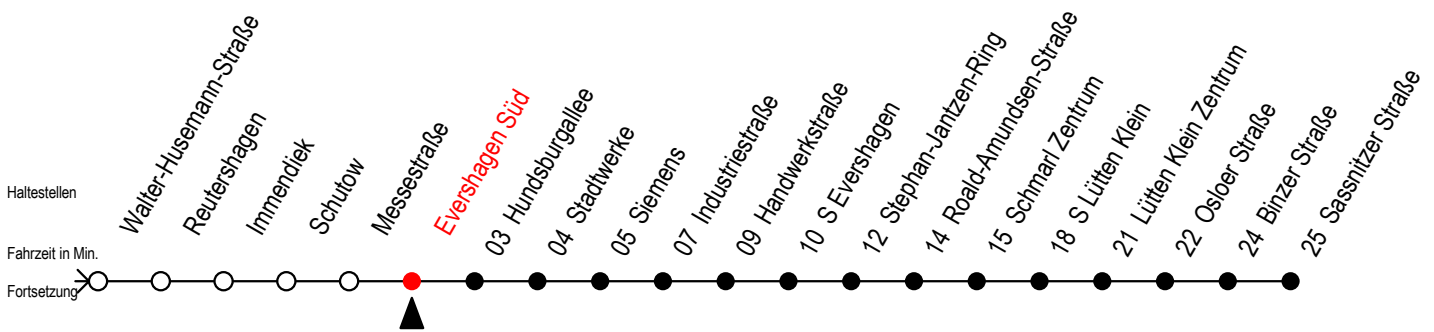 Walter-Husemann-Straße
Reutershagen
Immendiek
Schutow
Messestraße
Evershagen Süd
03 Hundsburgallee
04 Stadtwerke
05 Siemens
07 Industriestraße
09 Handwerkstraße
10 S Evershagen
12 Stephan-Jantzen-Ring
14 Roald-Amundsen-Straße
15 Schmarl Zentrum
18 S Lütten Klein
21 Lütten Klein Zentrum
22 Osloer Straße
24 Binzer Straße
25 Sassnitzer Straße
Haltestellen
Fahrzeit in Min.
Fortsetzung